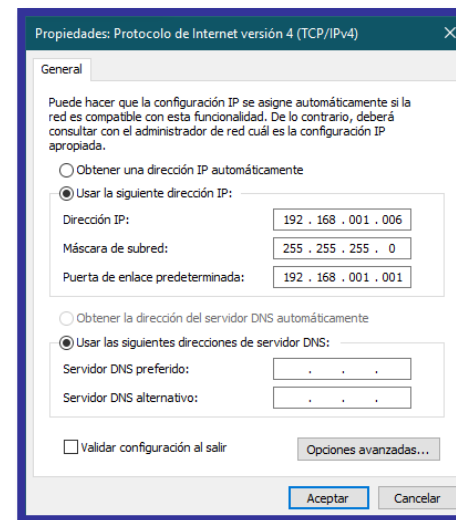 Propiedades: Protocolo de Internet versión 4 (TCP/IPv4)
General
Puede hacer que la configuración IP se asigne automáticamente si la
red es compatible con esta funcionalidad. De lo contrario, deberá
consultar con el administrador de red cuál es la configuración IP
apropiada.
Obtener una dirección IP automáticamente
Usar la siguiente dirección IP:
Dirección IP: 192 . 168 . 001 . 006
Máscara de subred: 255 . 255 . 255 . 0
Puerta de enlace predeterminada: 192 . 168 . 001 . 001
Obtener la dirección del servidor DNS automáticamente
Usar las siguientes direcciones de servidor DNS:
Servidor DNS preferido: . . .
Servidor DNS alternativo: . . .
Validar configuración al salir
Opciones avanzadas...
Aceptar Cancelar